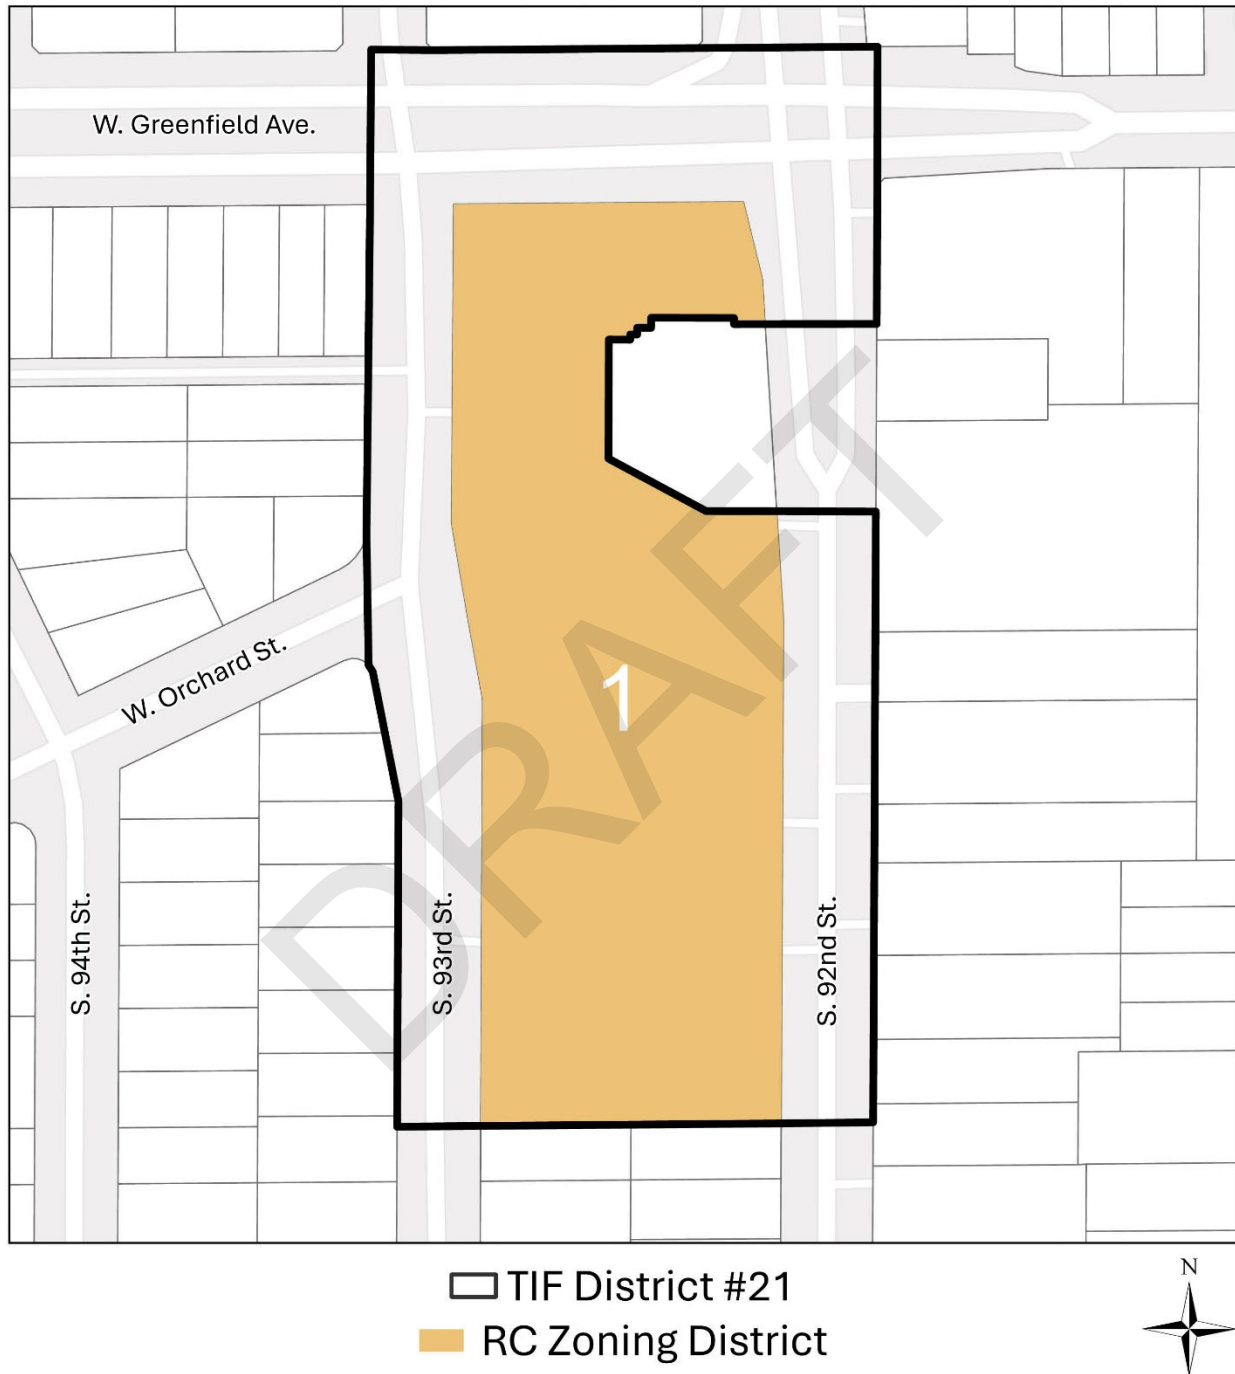 W. Greenfield Ave.
W. Orchard St.
1
DRAFT
S. 94th St.
S. 93rd St.
S. 92nd St.
TIF District #21
RC Zoning District
N